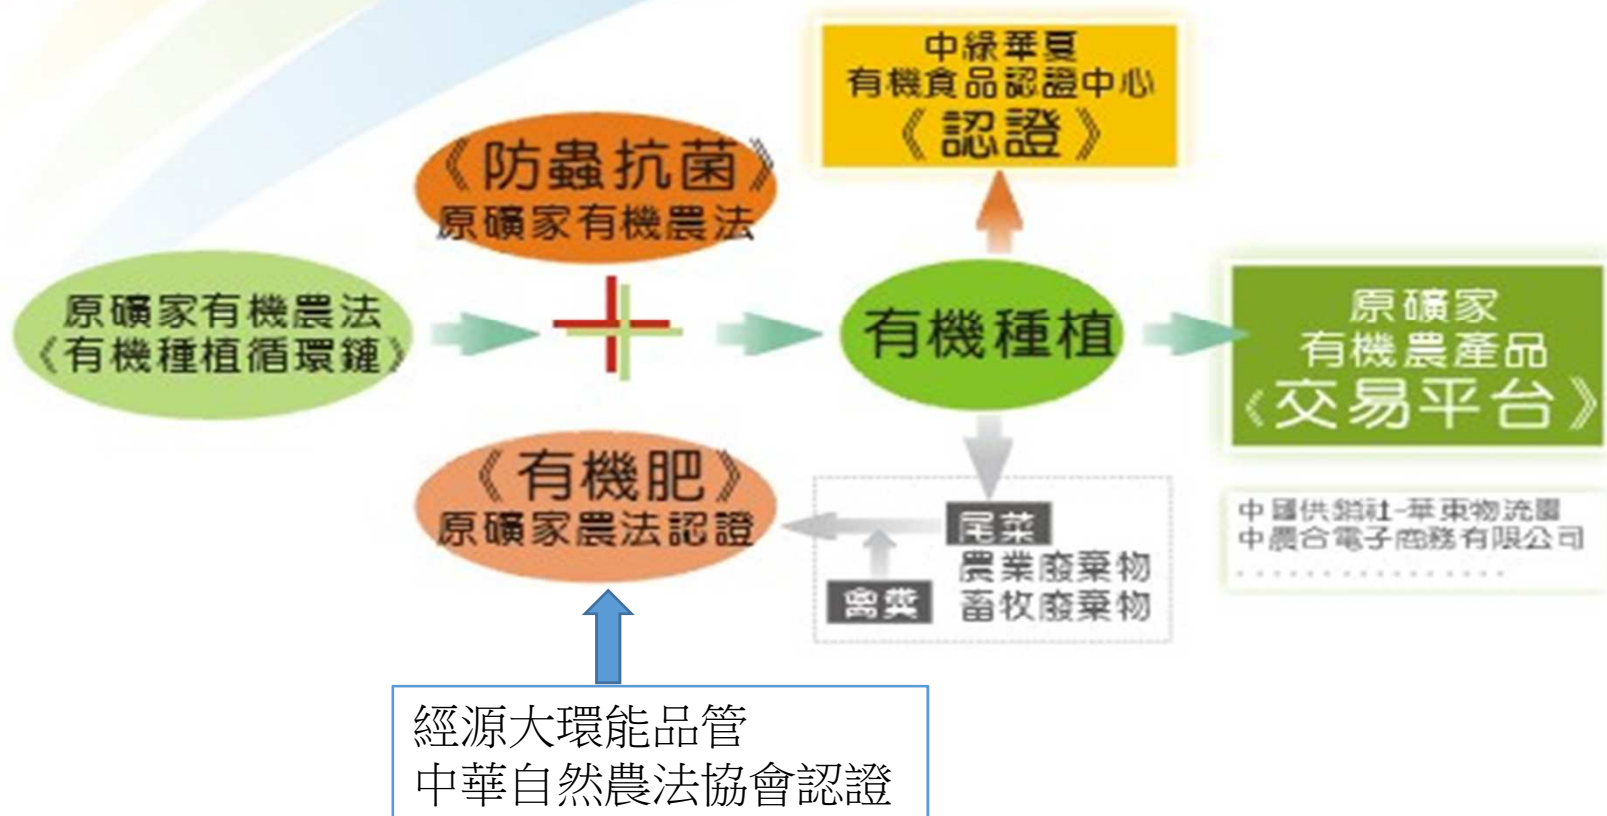 中綠華夏
有機食品認證中心
《認證》
《防蟲抗菌》
原礦家有機農法
原礦家有機農法
《有機種植循環鏈》
有機種植
原礦家
有機農產品
《交易平台》
《有機肥》
原礦家農法認證
尾菜
農業廢棄物
畜牧廢棄物
中國供銷社-華東物流園
中農合電子商務有限公司
................
經源大環能品管
中華自然農法協會認證